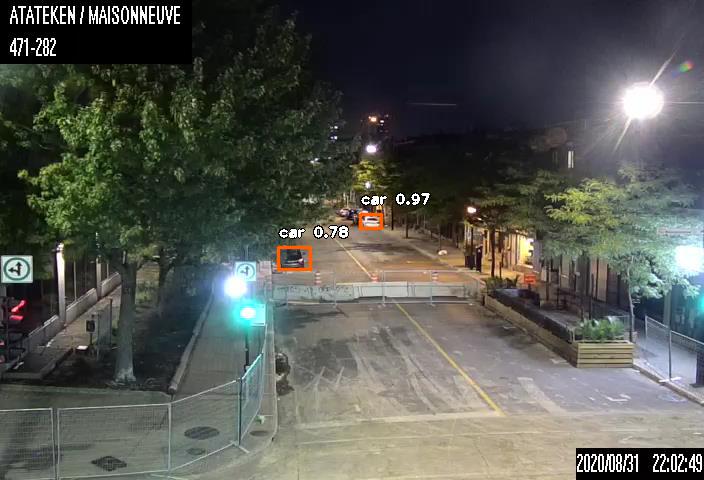 ATATEKEN / MAISONNEUVE
471-282
car 0.97
car 0.78
2020/08/31 22:02:49